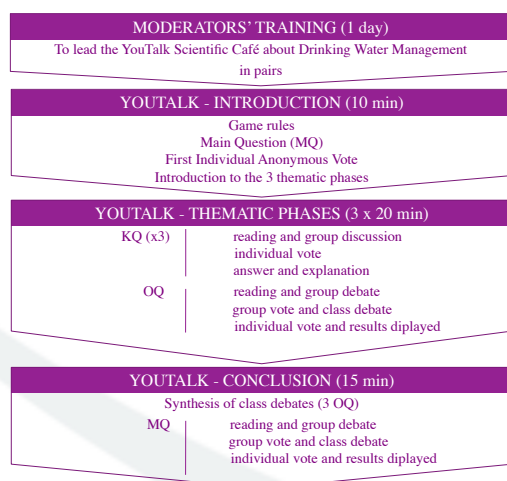 MODERATORS' TRAINING (1 day)
To lead the YouTalk Scientific Café about Drinking Water Management
in pairs
YOUTALK - INTRODUCTION (10 min)
Game rules
Main Question (MQ)
First Individual Anonymous Vote
Introduction to the 3 thematic phases
YOUTALK - THEMATIC PHASES (3 x 20 min)
KQ (x3) reading and group discussion
individual vote
answer and explanation
OQ reading and group debate
group vote and class debate
individual vote and results diplayed
YOUTALK - CONCLUSION (15 min)
Synthesis of class debates (3 OQ)
MQ reading and group debate
group vote and class debate
individual vote and results diplayed